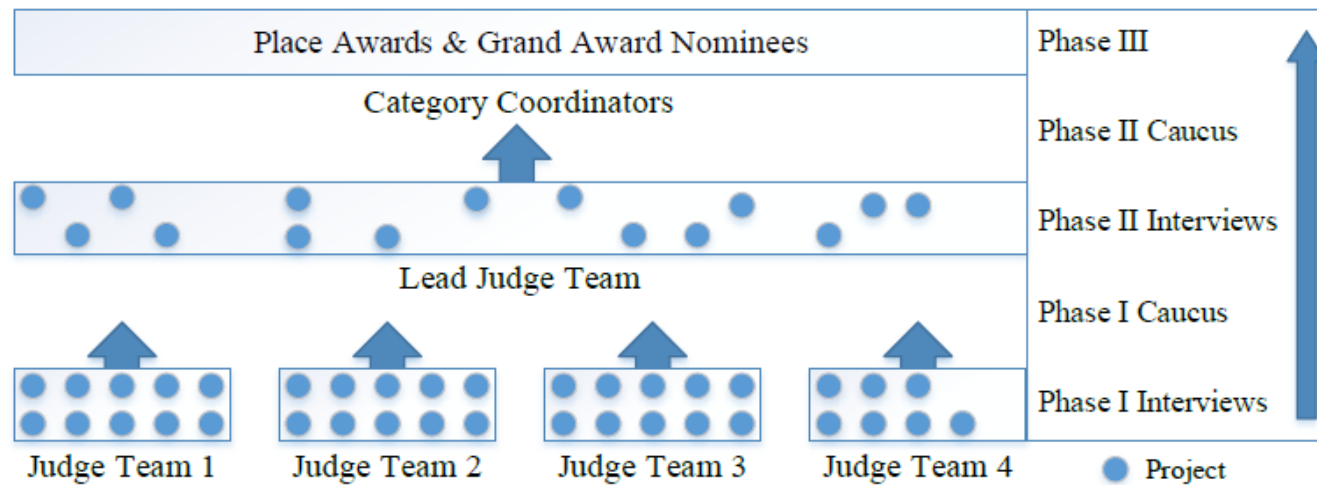 Place Awards & Grand Award Nominees
Phase III
Category Coordinators
Phase II Caucus
Phase II Interviews
Lead Judge Team
Phase I Caucus
Phase I Interviews
Judge Team 1
Judge Team 2
Judge Team 3
Judge Team 4
Project